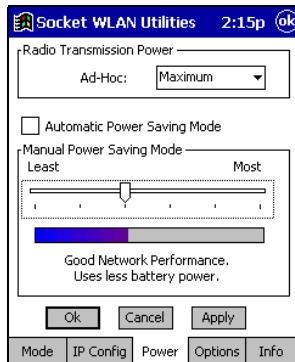 Socket WLAN Utilities 2:15p ok
Radio Transmission Power
Ad-Hoc: Maximum
Automatic Power Saving Mode
Manual Power Saving Mode
Least Most
Good Network Performance.
Uses less battery power.
Ok Cancel Apply
Mode IP Config Power Options Info